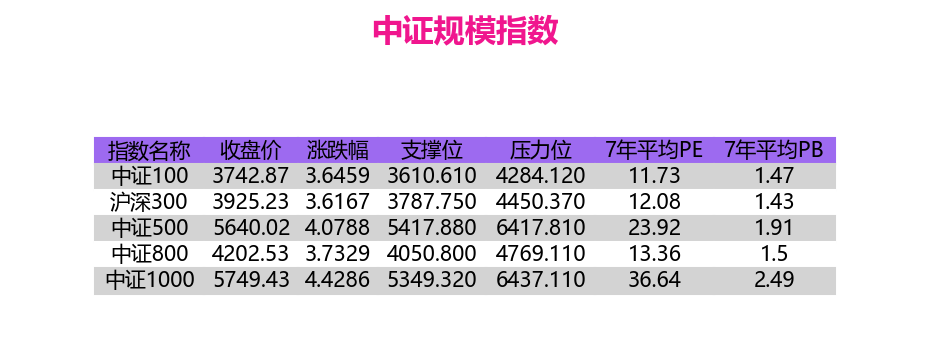 中证规模指数
指数名称 收盘价 涨跌幅 支撑位 压力位 7年平均PE 7年平均PB
中证100 3742.87 3.6459 3610.610 4284.120 11.73 1.47
沪深300 3925.23 3.6167 3787.750 4450.370 12.08 1.43
中证500 5640.02 4.0788 5417.880 6417.810 23.92 1.91
中证800 4202.53 3.7329 4050.800 4769.110 13.36 1.5
中证1000 5749.43 4.4286 5349.320 6437.110 36.64 2.49